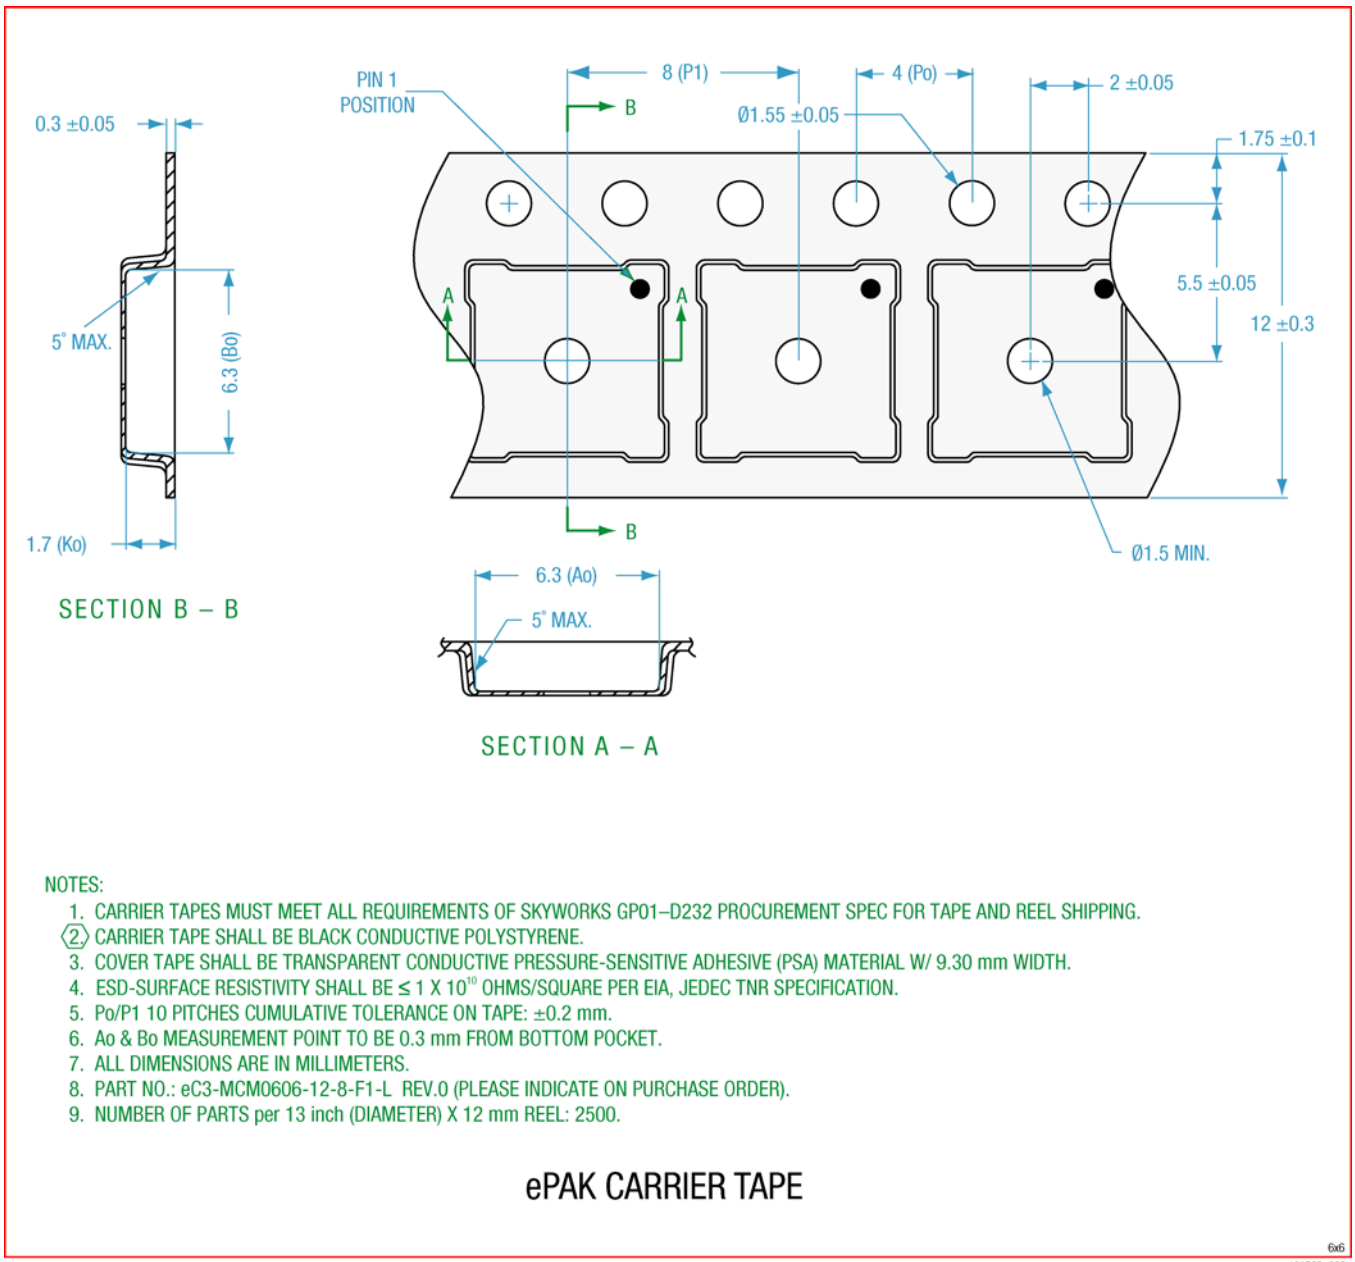 8 (P1)
4 (Po)
2 ±0.05
PIN 1
POSITION
B
Ø1.55 ±0.05
0.3 ±0.05
1.75 ±0.1
5.5 ±0.05
A
A
12 ±0.3
5° MAX.
6.3 (Bo)
B
1.7 (Ko)
Ø1.5 MIN.
6.3 (Ao)
SECTION B – B
5° MAX.
SECTION A – A
NOTES:
1. CARRIER TAPES MUST MEET ALL REQUIREMENTS OF SKYWORKS GP01–D232 PROCUREMENT SPEC FOR TAPE AND REEL SHIPPING.
2. CARRIER TAPE SHALL BE BLACK CONDUCTIVE POLYSTYRENE.
3. COVER TAPE SHALL BE TRANSPARENT CONDUCTIVE PRESSURE-SENSITIVE ADHESIVE (PSA) MATERIAL W/ 9.30 mm WIDTH.
4. ESD-SURFACE RESISTIVITY SHALL BE ≤ 1 X 10¹⁰ OHMS/SQUARE PER EIA, JEDEC TNR SPECIFICATION.
5. Po/P1 10 PITCHES CUMULATIVE TOLERANCE ON TAPE: ±0.2 mm.
6. Ao & Bo MEASUREMENT POINT TO BE 0.3 mm FROM BOTTOM POCKET.
7. ALL DIMENSIONS ARE IN MILLIMETERS.
8. PART NO.: eC3-MCM0606-12-8-F1-L REV.0 (PLEASE INDICATE ON PURCHASE ORDER).
9. NUMBER OF PARTS per 13 inch (DIAMETER) X 12 mm REEL: 2500.
ePAK CARRIER TAPE
6x6